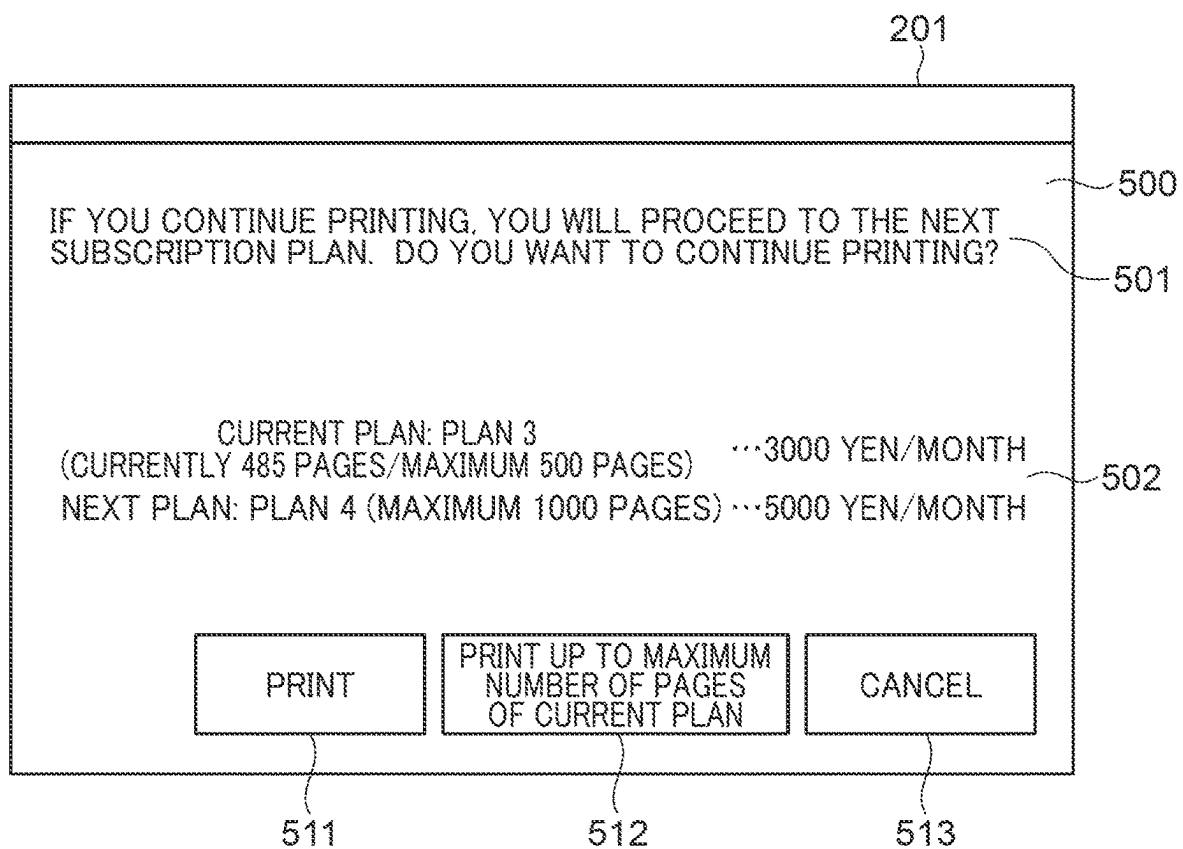 201
500
IF YOU CONTINUE PRINTING, YOU WILL PROCEED TO THE NEXT
SUBSCRIPTION PLAN. DO YOU WANT TO CONTINUE PRINTING?
501
CURRENT PLAN: PLAN 3
(CURRENTLY 485 PAGES/MAXIMUM 500 PAGES) ···3000 YEN/MONTH
502
NEXT PLAN: PLAN 4 (MAXIMUM 1000 PAGES) ···5000 YEN/MONTH
PRINT
PRINT UP TO MAXIMUM
NUMBER OF PAGES
OF CURRENT PLAN
CANCEL
511
512
513